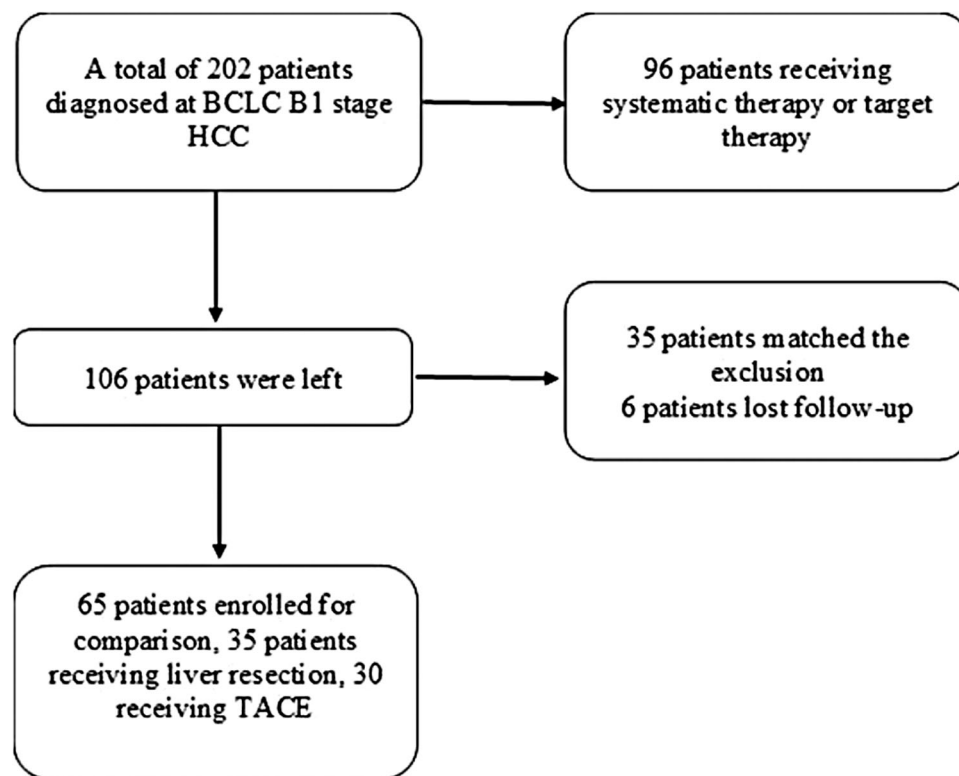 A total of 202 patients
diagnosed at BCLC B1 stage
HCC
96 patients receiving
systematic therapy or target
therapy
106 patients were left
35 patients matched the
exclusion
6 patients lost follow-up
65 patients enrolled for
comparison, 35 patients
receiving liver resection, 30
receiving TACE